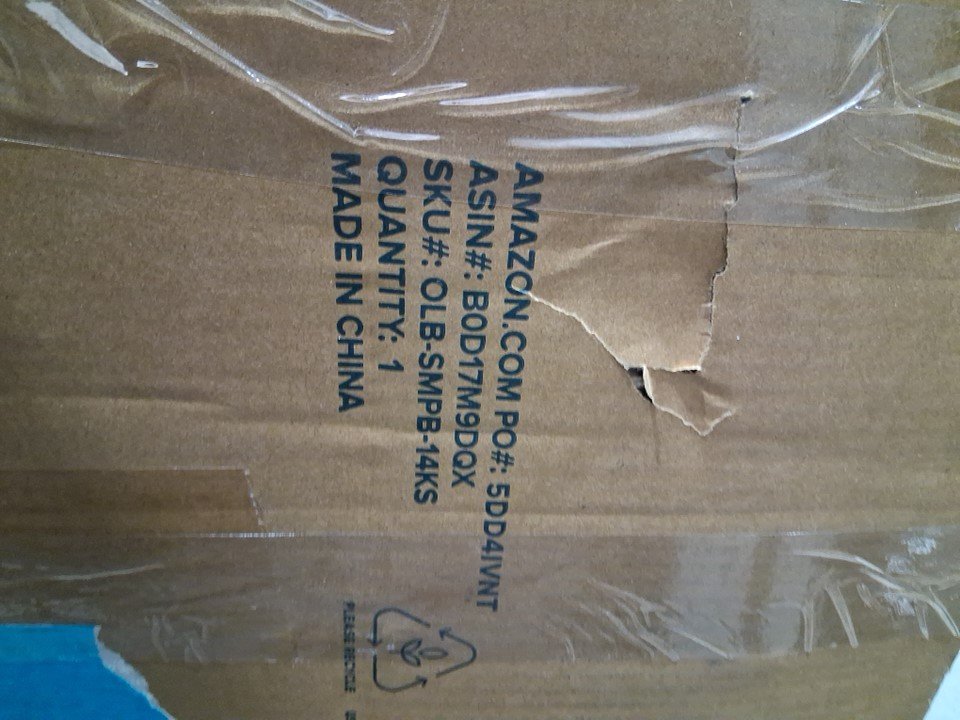 AMAZON.COM PO#: 5DD4IVNT
ASIN#: B0D17M9DQX
SKU#: OLB-SMPB-14KS
QUANTITY: 1
MADE IN CHINA
PLEASE RECYCLE